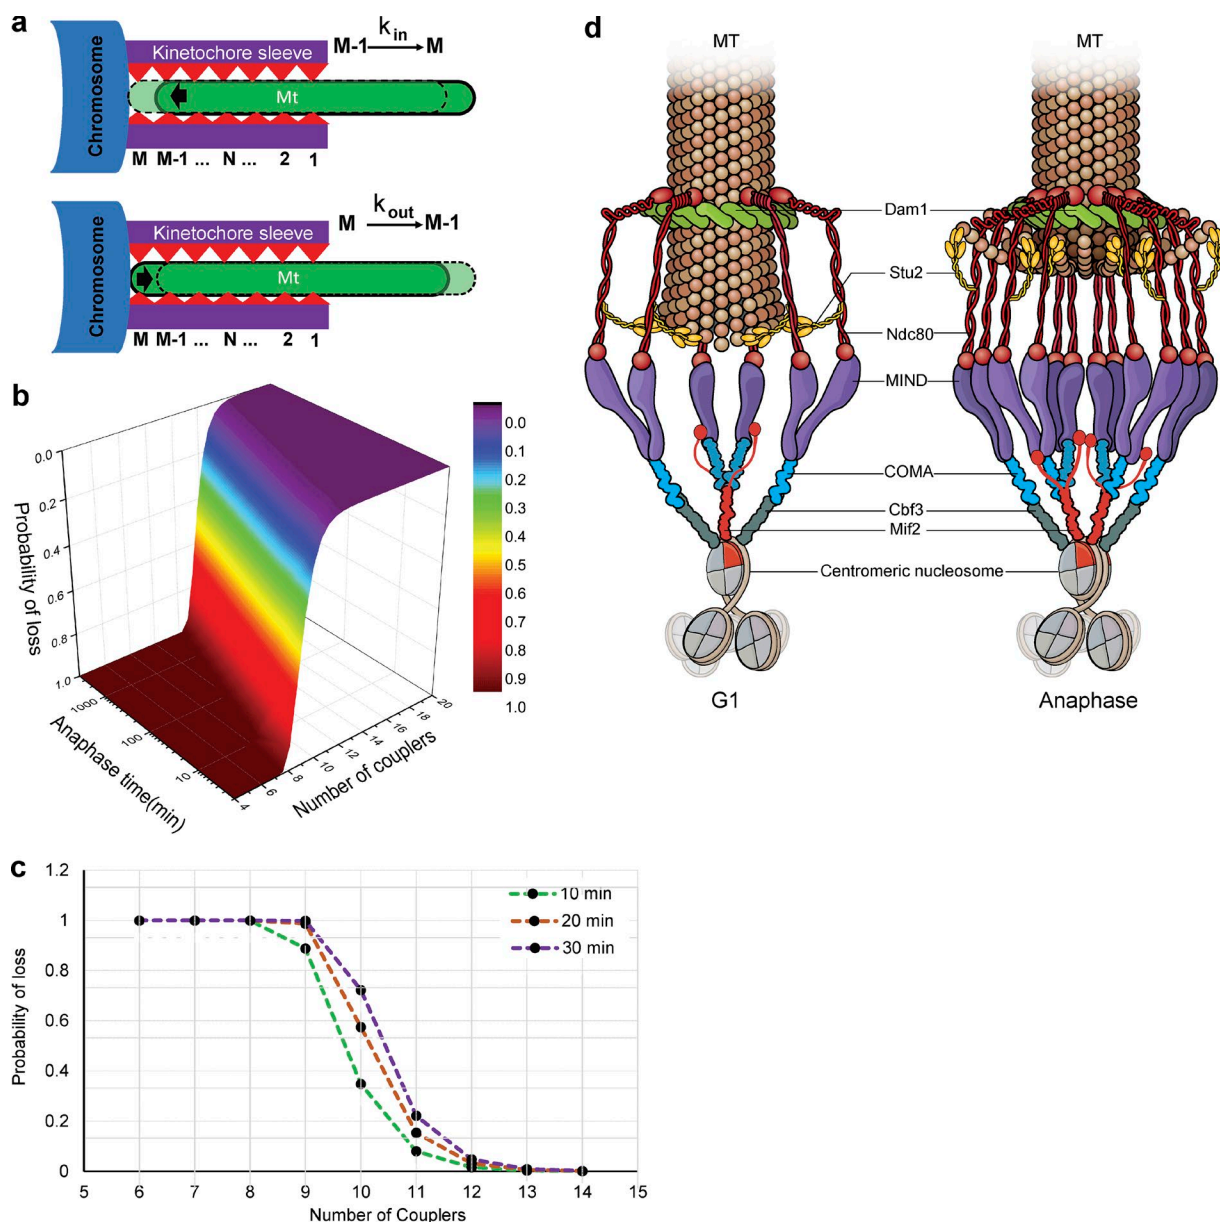 a
Chromosome
Kinetochore sleeve
Mt
M M-1 ... N ... 2 1
M-1 k in M
Chromosome
Kinetochore sleeve
Mt
M M-1 ... N ... 2 1
M k out M-1
b
Probability of loss
0.0
0.2
0.4
0.6
0.8
1.0
Anaphase time(min)
1000
100
10
Number of couplers
4
6
8
10
12
14
16
18
20
0.0
0.1
0.2
0.3
0.4
0.5
0.6
0.7
0.8
0.9
1.0
c
Probability of loss
1.2
1
0.8
0.6
0.4
0.2
0
5 6 7 8 9 10 11 12 13 14 15
Number of Couplers
10 min
20 min
30 min
d
MT
MT
Dam1
Stu2
Ndc80
MIND
COMA
Cbf3
Mif2
Centromeric nucleosome
G1
Anaphase